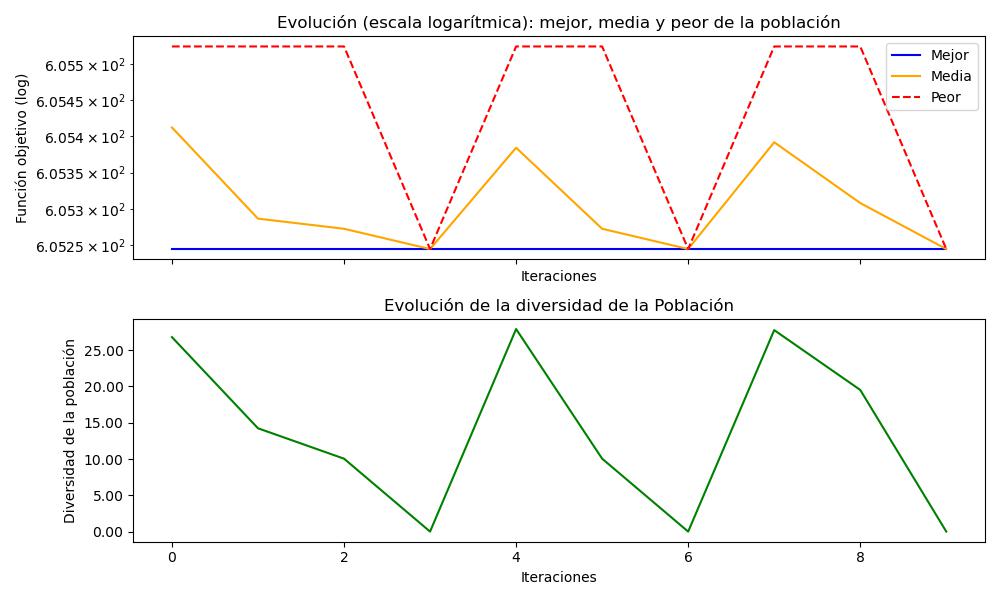 Evolución (escala logarítmica): mejor, media y peor de la población
Función objetivo (log)
6.055 × 10²
6.0545 × 10²
6.054 × 10²
6.0535 × 10²
6.053 × 10²
6.0525 × 10²
Mejor
Media
Peor
Iteraciones
Evolución de la diversidad de la Población
Diversidad de la población
25.00
20.00
15.00
10.00
5.00
0.00
0 2 4 6 8
Iteraciones